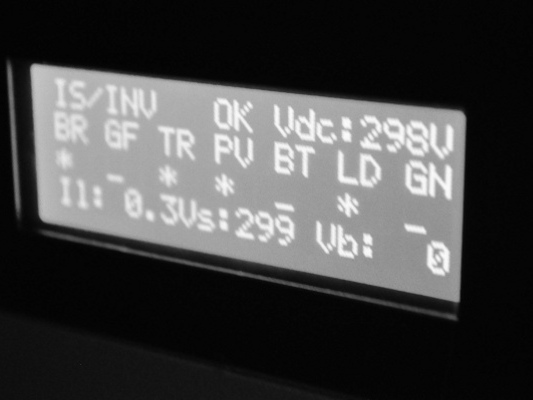 IS/INV OK Vdc:298V
BR GF TR PV BT LD GN
* _ * * _ * _
I1: 0.3Vs:299 Vb: 0